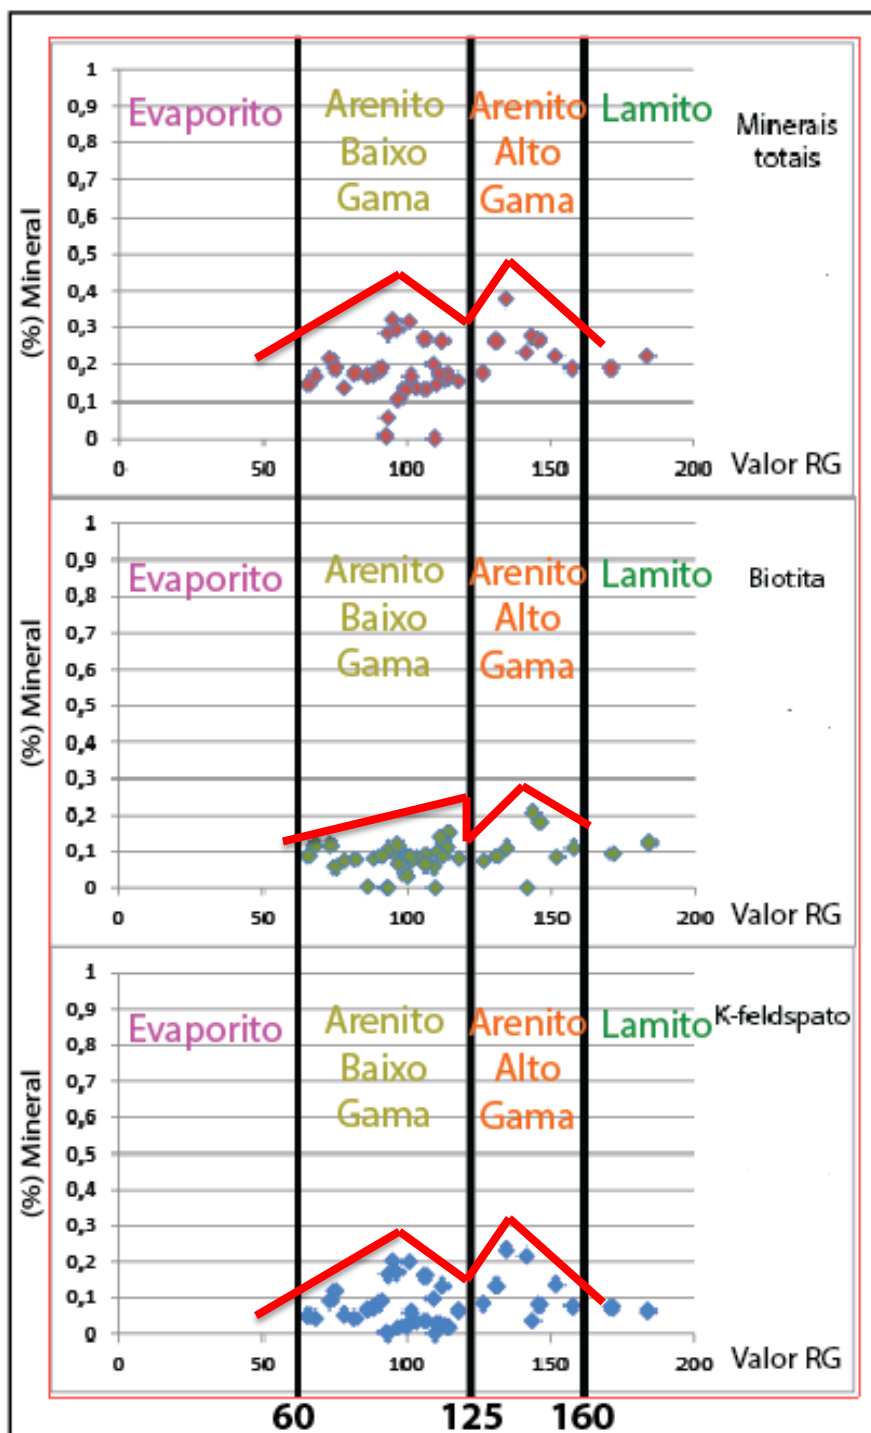 1
0,9
0,8
0,7
0,6
0,5
0,4
0,3
0,2
0,1
0
(%) Mineral
Evaporito
Arenito
Baixo
Gama
Arenito
Alto
Gama
Lamito
Minerais
totais
0 50 100 150 200 Valor RG
1
0,9
0,8
0,7
0,6
0,5
0,4
0,3
0,2
0,1
0
(%) Mineral
Evaporito
Arenito
Baixo
Gama
Arenito
Alto
Gama
Lamito
Biotita
0 50 100 150 200 Valor RG
1
0,9
0,8
0,7
0,6
0,5
0,4
0,3
0,2
0,1
0
(%) Mineral
Evaporito
Arenito
Baixo
Gama
Arenito
Alto
Gama
Lamito
K-feldspato
0 50 100 150 200 Valor RG
60 125 160